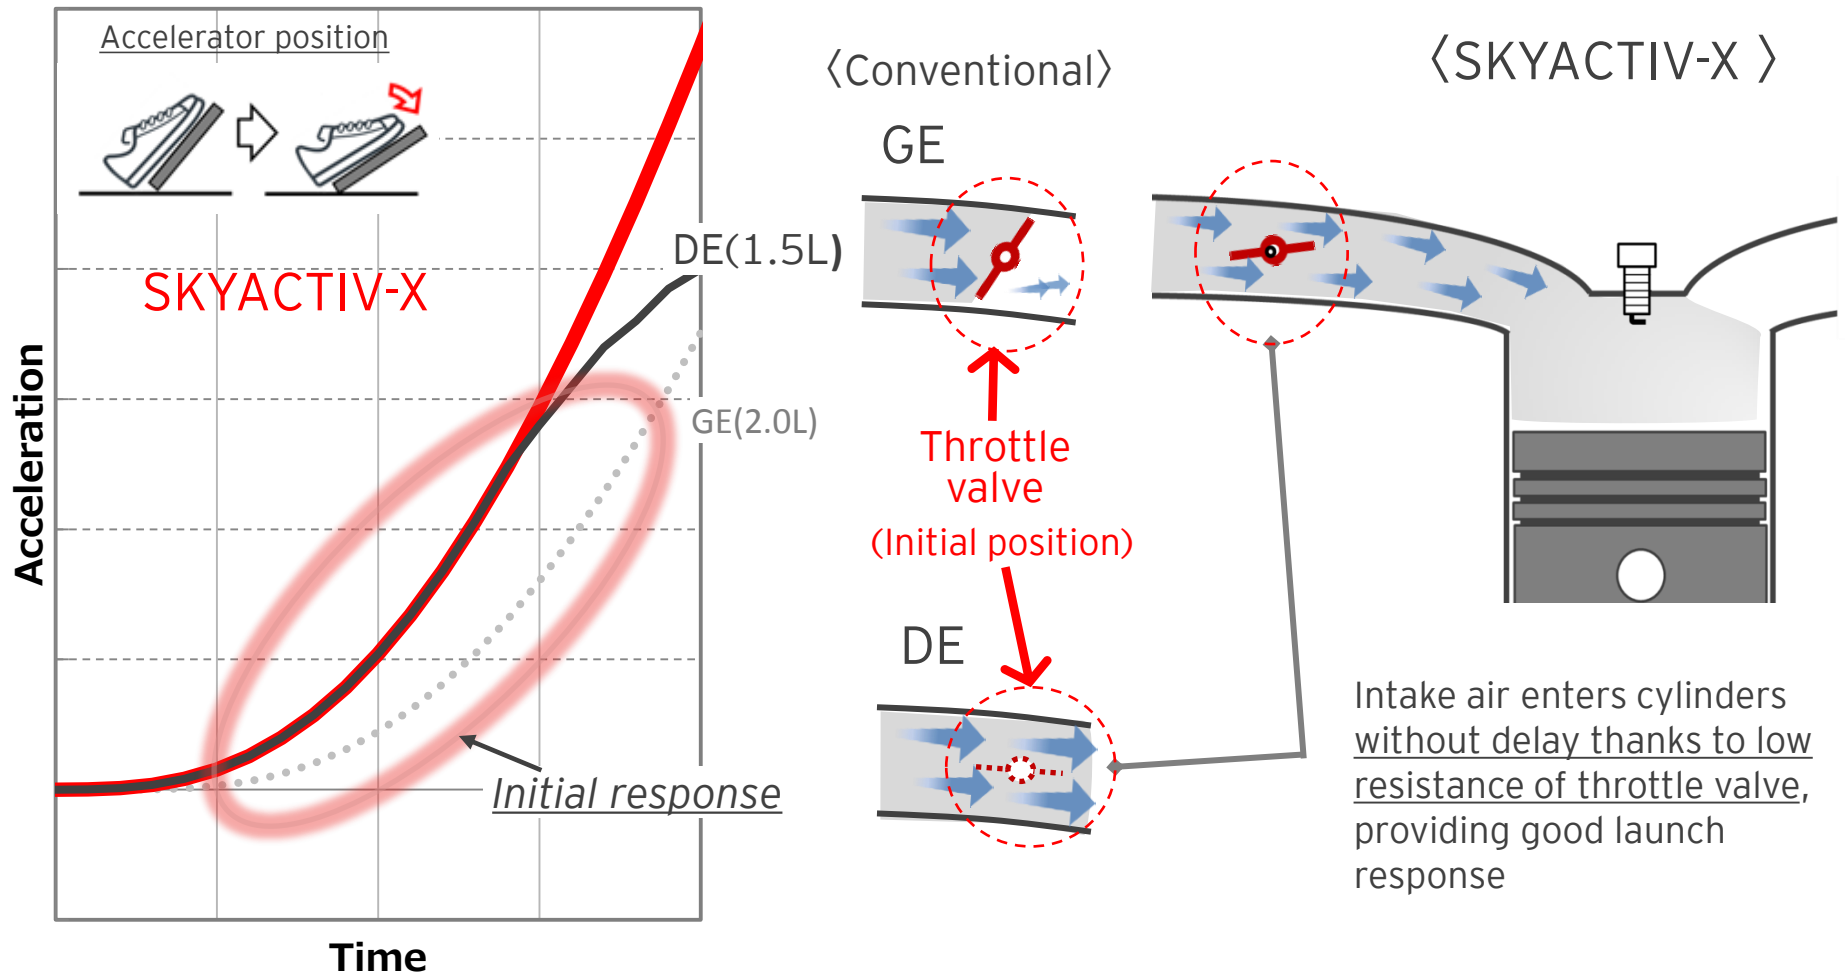 Accelerator position
SKYACTIV-X
DE(1.5L)
GE(2.0L)
Initial response
Acceleration
Time
〈Conventional〉
GE
Throttle
valve
(Initial position)
DE
〈SKYACTIV-X 〉
Intake air enters cylinders
without delay thanks to low
resistance of throttle valve,
providing good launch
response